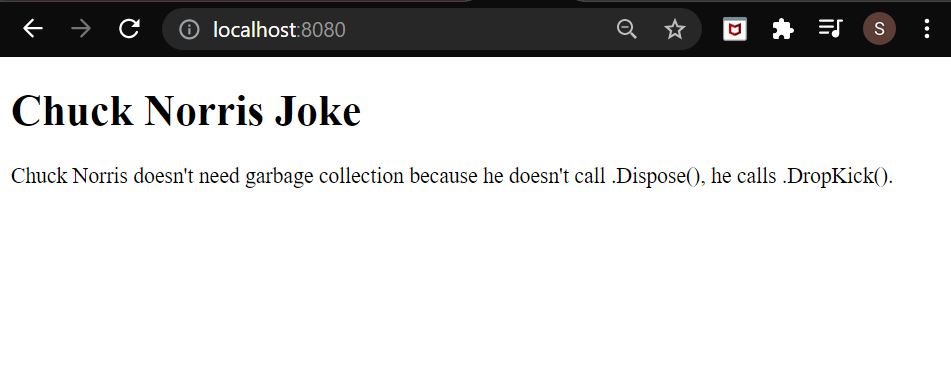 localhost:8080
S
Chuck Norris Joke
Chuck Norris doesn't need garbage collection because he doesn't call .Dispose(), he calls .DropKick().